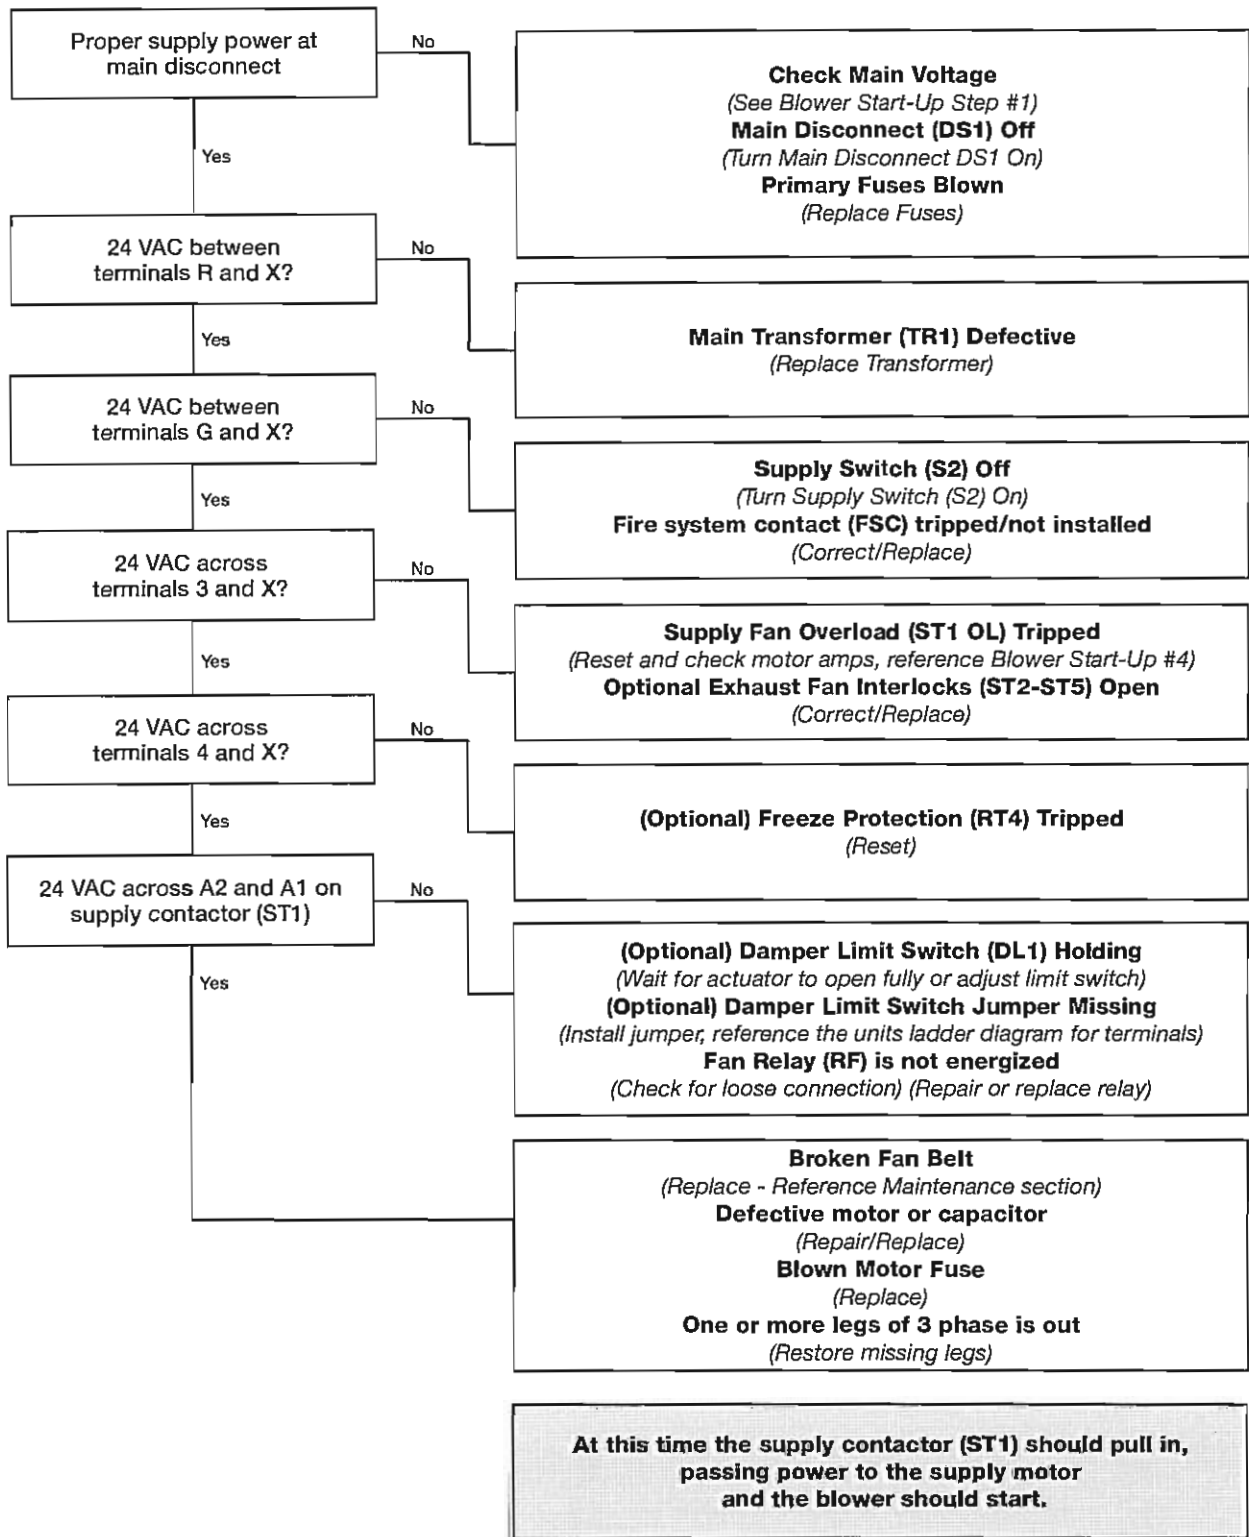 Proper supply power at
main disconnect
No
Check Main Voltage
(See Blower Start-Up Step #1)
Main Disconnect (DS1) Off
(Turn Main Disconnect DS1 On)
Primary Fuses Blown
(Replace Fuses)
Yes
24 VAC between
terminals R and X?
No
Main Transformer (TR1) Defective
(Replace Transformer)
Yes
24 VAC between
terminals G and X?
No
Supply Switch (S2) Off
(Turn Supply Switch (S2) On)
Fire system contact (FSC) tripped/not installed
(Correct/Replace)
Yes
24 VAC across
terminals 3 and X?
No
Supply Fan Overload (ST1 OL) Tripped
(Reset and check motor amps, reference Blower Start-Up #4)
Optional Exhaust Fan Interlocks (ST2-ST5) Open
(Correct/Replace)
Yes
24 VAC across
terminals 4 and X?
No
(Optional) Freeze Protection (RT4) Tripped
(Reset)
Yes
24 VAC across A2 and A1 on
supply contactor (ST1)
No
(Optional) Damper Limit Switch (DL1) Holding
(Wait for actuator to open fully or adjust limit switch)
(Optional) Damper Limit Switch Jumper Missing
(Install jumper, reference the units ladder diagram for terminals)
Fan Relay (RF) is not energized
(Check for loose connection) (Repair or replace relay)
Yes
Broken Fan Belt
(Replace - Reference Maintenance section)
Defective motor or capacitor
(Repair/Replace)
Blown Motor Fuse
(Replace)
One or more legs of 3 phase is out
(Restore missing legs)
At this time the supply contactor (ST1) should pull in,
passing power to the supply motor
and the blower should start.